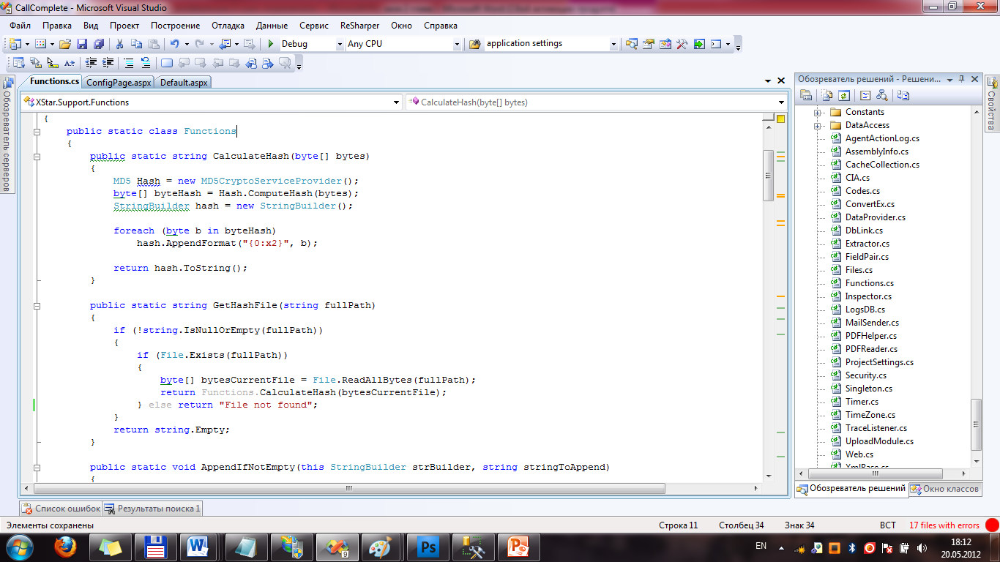 CallComplete - Microsoft Visual Studio
Файл Правка Вид Проект Построение Отладка Данные Сервис ReSharper Окно Справка
Debug Any CPU application settings
Functions.cs ConfigPage.aspx Default.aspx
XStar.Support.Functions CalculateHash(byte[] bytes)
{
public static class Functions
{
public static string CalculateHash(byte[] bytes)
{
MD5 Hash = new MD5CryptoServiceProvider();
byte[] byteHash = Hash.ComputeHash(bytes);
StringBuilder hash = new StringBuilder();
foreach (byte b in byteHash)
hash.AppendFormat("{0:x2}", b);
return hash.ToString();
}
public static string GetHashFile(string fullPath)
{
if (!string.IsNullOrEmpty(fullPath))
{
if (File.Exists(fullPath))
{
byte[] bytesCurrentFile = File.ReadAllBytes(fullPath);
return Functions.CalculateHash(bytesCurrentFile);
} else return "File not found";
}
return string.Empty;
}
public static void AppendIfNotEmpty(this StringBuilder strBuilder, string stringToAppend)
{
Обозреватель серверов
Обозреватель решений - Решени...
Constants
DataAccess
AgentActionLog.cs
AssemblyInfo.cs
CacheCollection.cs
CIA.cs
Codes.cs
ConvertEx.cs
DataProvider.cs
DbLink.cs
Extractor.cs
FieldPair.cs
Files.cs
Functions.cs
Inspector.cs
LogsDB.cs
MailSender.cs
PDFHelper.cs
PDFReader.cs
ProjectSettings.cs
Security.cs
Singleton.cs
Timer.cs
TimeZone.cs
TraceListener.cs
UploadModule.cs
Web.cs
XmlBase.cs
Обозреватель решений Окно классов
Свойства
Список ошибок Результаты поиска 1
Элементы сохранены Строка 11 Столбец 34 Знак 34 ВСТ 17 files with errors
EN 18:12
20.05.2012